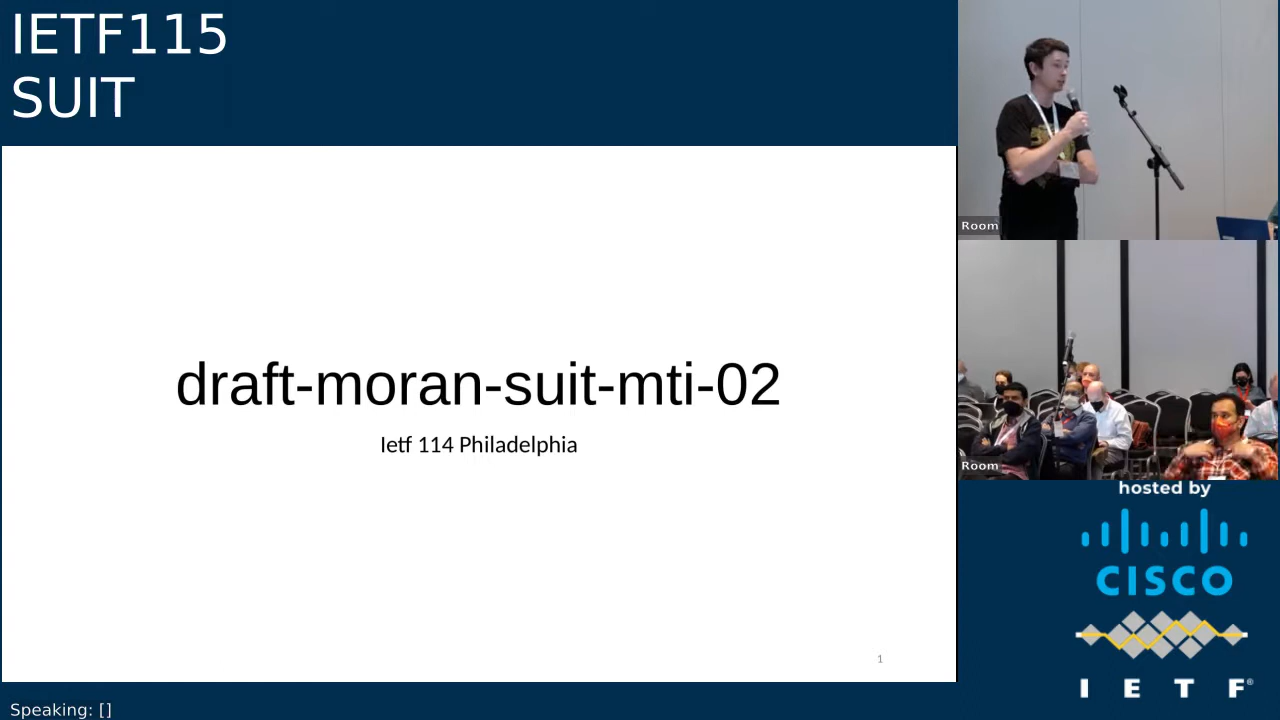 IETF115
SUIT
draft-moran-suit-mti-02
Ietf 114 Philadelphia
1
Room
Room
hosted by
CISCO
I E T F®
Speaking: []